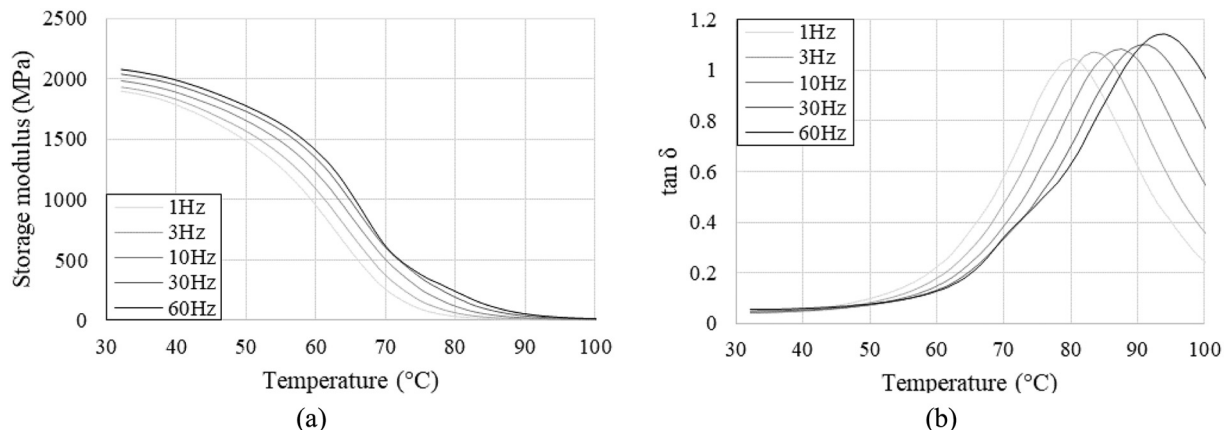 2500
2000
1500
1000
500
0
Storage modulus (MPa)
1Hz
3Hz
10Hz
30Hz
60Hz
30 40 50 60 70 80 90 100
Temperature (°C)
(a)
1.2
1
0.8
0.6
0.4
0.2
0
tan δ
1Hz
3Hz
10Hz
30Hz
60Hz
30 40 50 60 70 80 90 100
Temperature (°C)
(b)